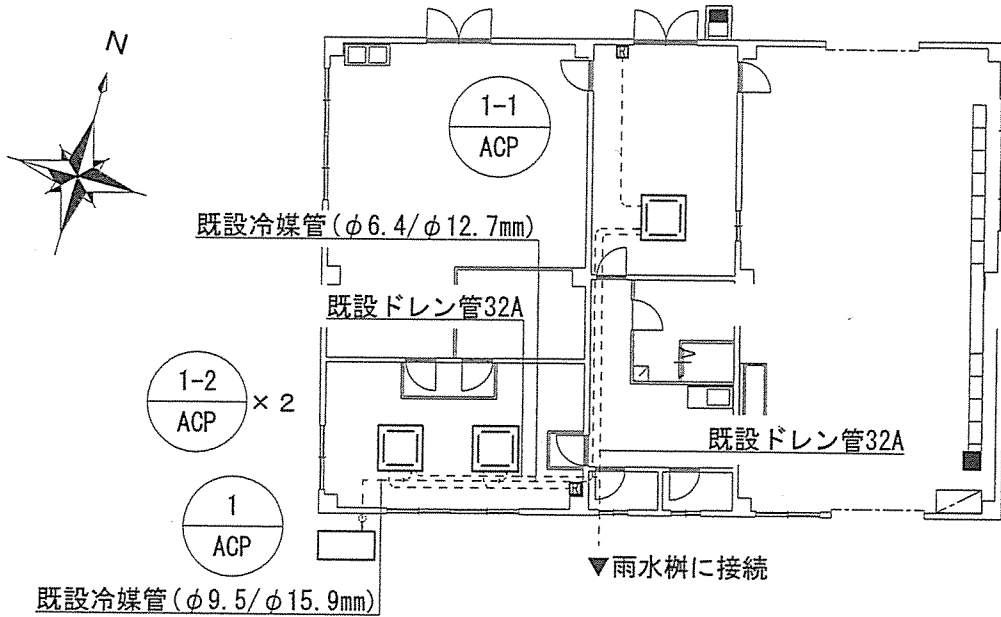 N
1-1
ACP
既設冷媒管(φ6.4/φ12.7mm)
既設ドレン管32A
1-2
ACP
×2
既設ドレン管32A
R
R
1
ACP
▼雨水桝に接続
既設冷媒管(φ9.5/φ15.9mm)